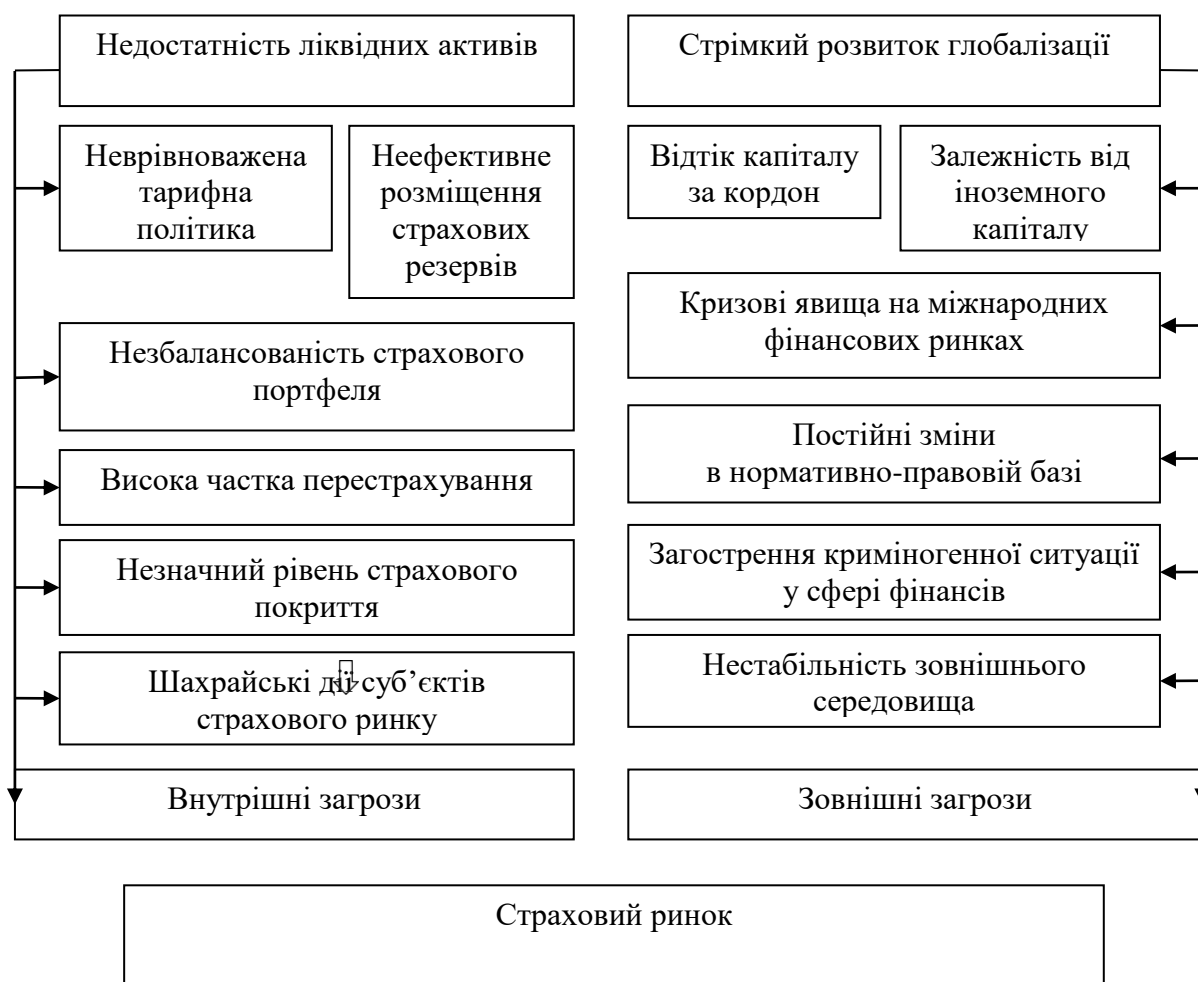 Недостатність ліквідних активів
Стрімкий розвиток глобалізації
Неврівноважена
тарифна
політика
Неефективне
розміщення
страхових
резервів
Відтік капіталу
за кордон
Залежність від
іноземного
капіталу
Кризові явища на міжнародних
фінансових ринках
Незбалансованість страхового
портфеля
Постійні зміни
в нормативно-правовій базі
Висока частка перестрахування
Загострення криміногенної ситуації
у сфері фінансів
Незначний рівень страхового
покриття
Нестабільність зовнішнього
середовища
Шахрайські дії суб’єктів
страхового ринку
Внутрішні загрози
Зовнішні загрози
Страховий ринок